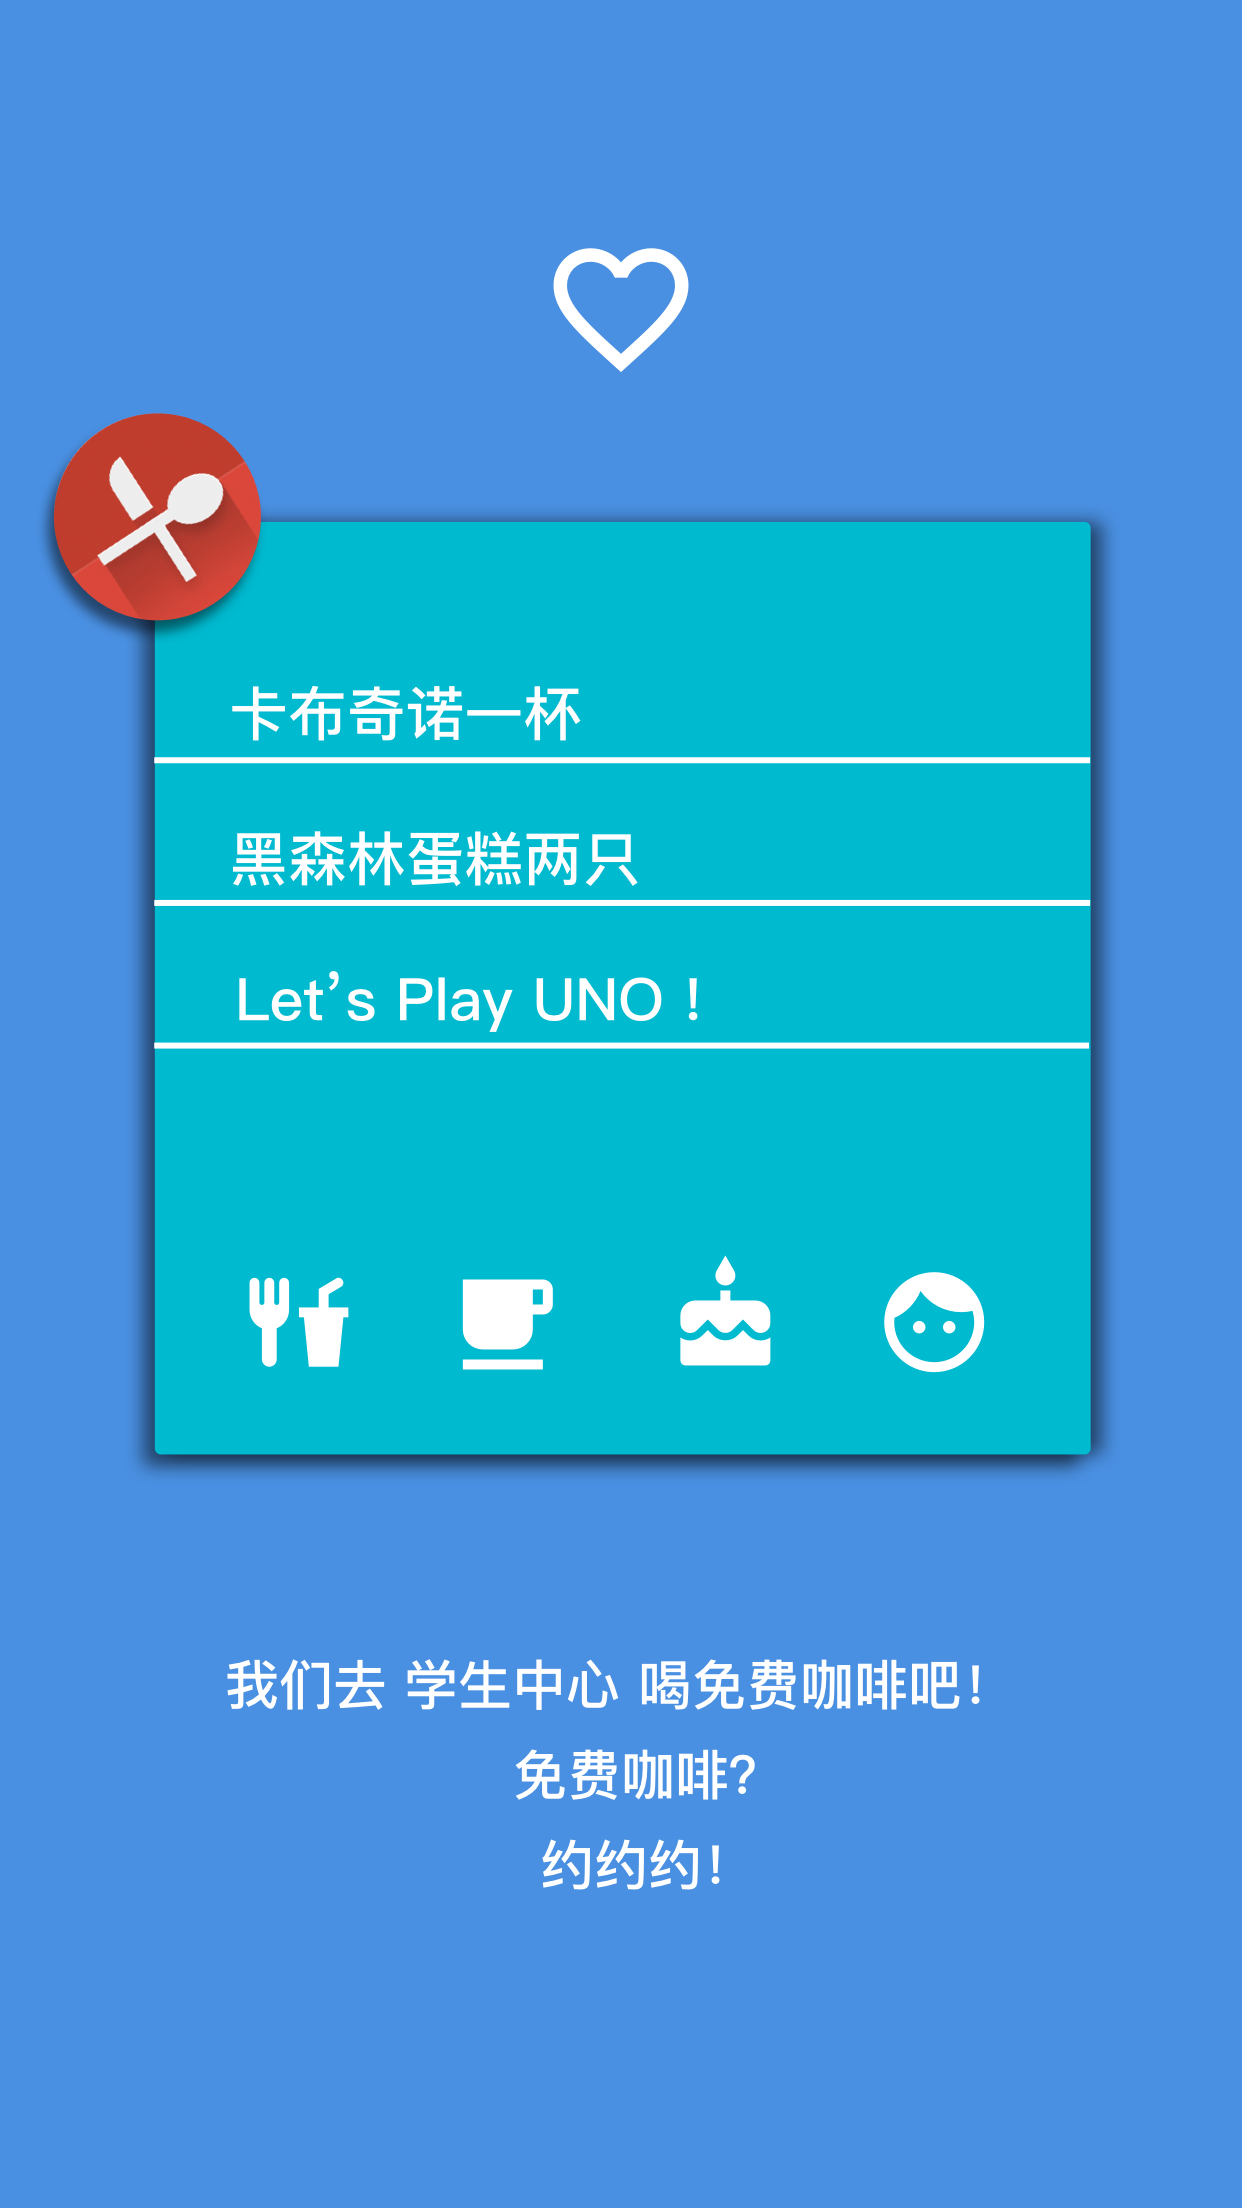 卡布奇诺一杯
黑森林蛋糕两只
Let’s Play UNO！
我们去 学生中心 喝免费咖啡吧！
免费咖啡?
约约约！